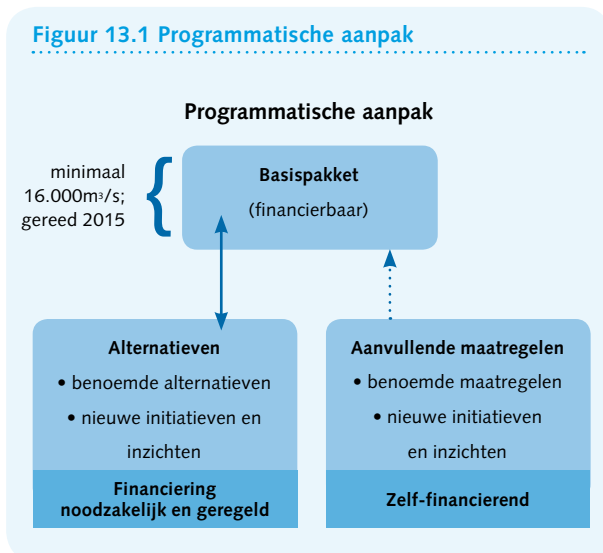 Figuur 13.1 Programmatische aanpak
Programmatische aanpak
minimaal
16.000m³/s;
gereed 2015
Basispakket
(financierbaar)
Alternatieven
• benoemde alternatieven
• nieuwe initiatieven en
inzichten
Financiering
noodzakelijk en geregeld
Aanvullende maatregelen
• benoemde maatregelen
• nieuwe initiatieven
en inzichten
Zelf-financierend